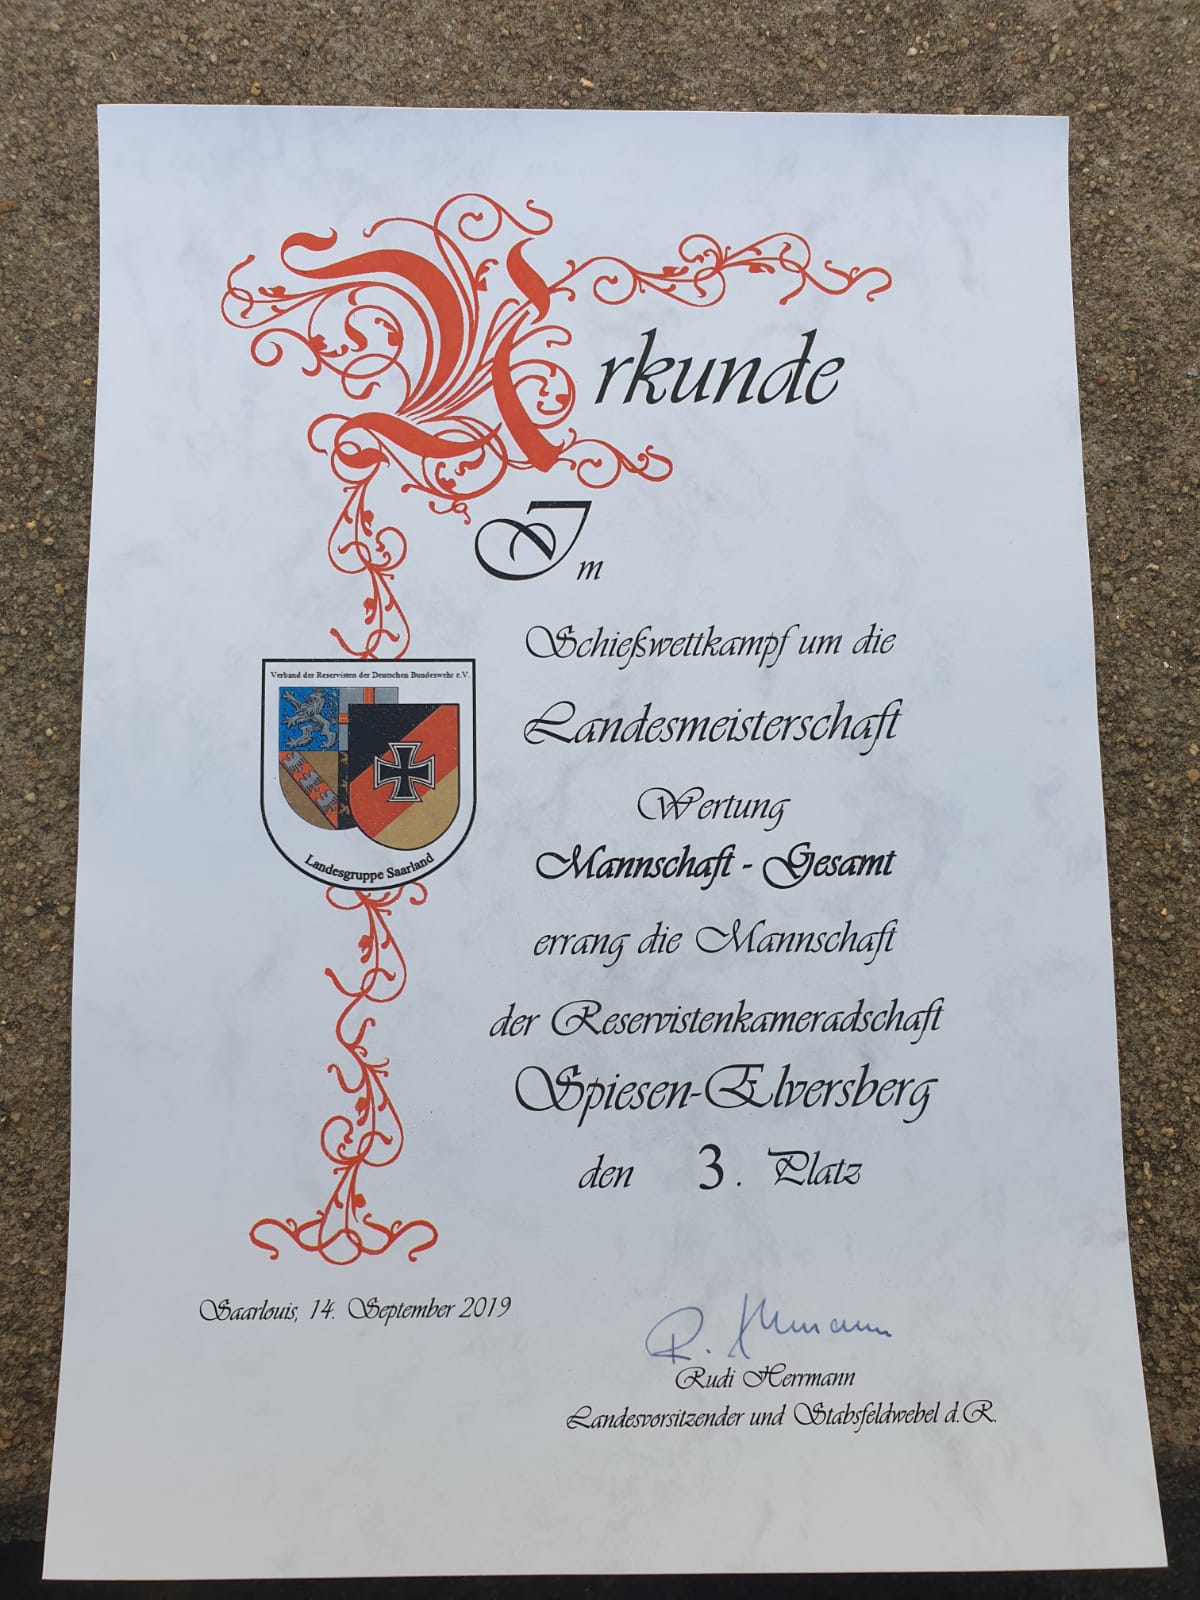 Urkunde
Im
Schießwettkampf um die
Landesmeisterschaft
Wertung
Mannschaft - Gesamt
errang die Mannschaft
der Reservistenkameradschaft
Spiesen-Elversberg
den 3. Platz
Verband der Reservisten der Deutschen Bundeswehr e.V.
Landesgruppe Saarland
Saarlouis, 14. September 2019
R. Herrmann
Rudi Herrmann
Landesvorsitzender und Stabsfeldwebel d.R.